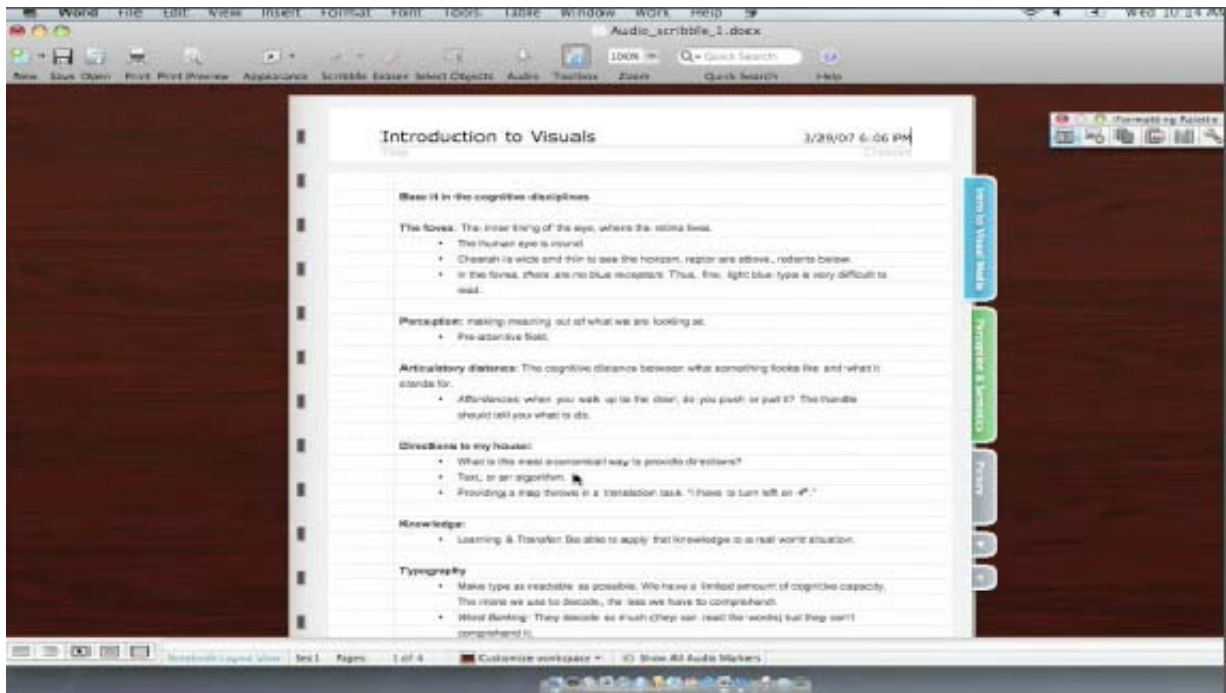 Word File Edit View Insert Format Font Tools Table Window Work Help Wed 10:14 AM
Audio_scribble_1.docx
100% Quick Search
New Save Open Print Print Preview Appearance Scribble Eraser Select Objects Audio Toolbox Zoom Quick Search Help
Formatting Palette
Introduction to Visuals 3/29/07 6:06 PM
Title Created
Base it in the cognitive disciplines
The fovea: The inner lining of the eye, where the retina lives.
• The human eye is round.
• Cheetah is wide and thin to see the horizon, raptor are above, rodents below.
• In the fovea, there are no blue receptors. Thus, fine, light blue type is very difficult to
read.
Perception: making meaning out of what we are looking at.
• Pre-attentive field.
Articulatory distance: The cognitive distance between what something looks like and what it
stands for.
• Affordances: when you walk up to the door, do you push or pull it? The handle
should tell you what to do.
Directions to my house:
• What is the most economical way to provide directions?
• Text, or an algorithm.
• Providing a map throws in a translation task. "I have to turn left on
Knowledge:
• Learning & Transfer: Be able to apply that knowledge to a real world situation.
Typography
• Make type as readable as possible. We have a limited amount of cognitive capacity.
The more we use to decode, the less we have to comprehend.
• Word Barking: They decode so much (they can read the words) but they can't
comprehend it.
Intro to Visual Media
Perception & Semiotics
Notebook Layout View Sec 1 Pages: 1 of 4 Customize workspace Show All Audio Markers